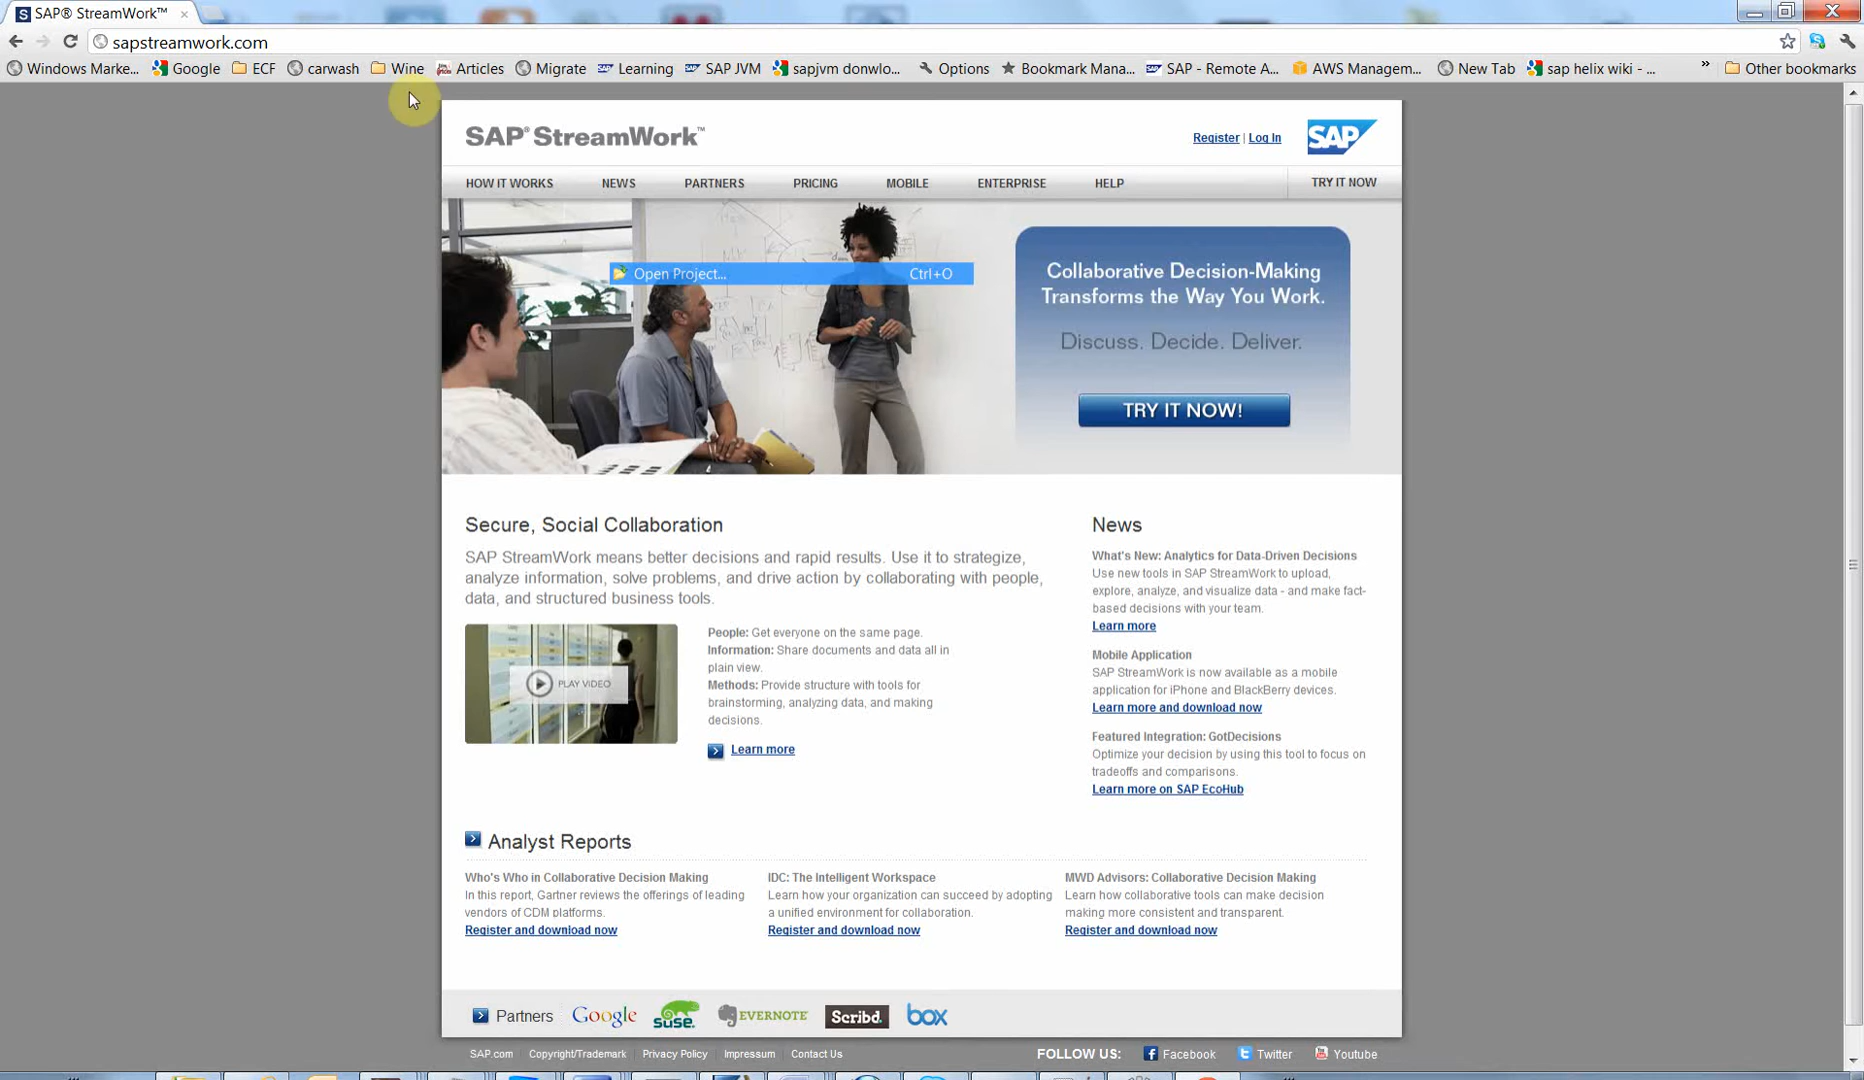 SAP® StreamWork™
sapstreamwork.com
Windows Marke... Google ECF carwash Wine Articles Migrate Learning SAP JVM sapjvm donwlo... Options Bookmark Mana... SAP - Remote A... AWS Managem... New Tab sap helix wiki - ... » Other bookmarks
SAP® StreamWork™
Register | Log In
SAP
HOW IT WORKS NEWS PARTNERS PRICING MOBILE ENTERPRISE HELP TRY IT NOW
Open Project... Ctrl+O
Collaborative Decision-Making
Transforms the Way You Work.
Discuss. Decide. Deliver.
TRY IT NOW!
Secure, Social Collaboration
SAP StreamWork means better decisions and rapid results. Use it to strategize,
analyze information, solve problems, and drive action by collaborating with people,
data, and structured business tools.
PLAY VIDEO
People: Get everyone on the same page.
Information: Share documents and data all in
plain view.
Methods: Provide structure with tools for
brainstorming, analyzing data, and making
decisions.
Learn more
News
What's New: Analytics for Data-Driven Decisions
Use new tools in SAP StreamWork to upload,
explore, analyze, and visualize data - and make fact-
based decisions with your team.
Learn more
Mobile Application
SAP StreamWork is now available as a mobile
application for iPhone and BlackBerry devices.
Learn more and download now
Featured Integration: GotDecisions
Optimize your decision by using this tool to focus on
tradeoffs and comparisons.
Learn more on SAP EcoHub
Analyst Reports
Who's Who in Collaborative Decision Making
In this report, Gartner reviews the offerings of leading
vendors of CDM platforms.
Register and download now
IDC: The Intelligent Workspace
Learn how your organization can succeed by adopting
a unified environment for collaboration.
Register and download now
MWD Advisors: Collaborative Decision Making
Learn how collaborative tools can make decision
making more consistent and transparent.
Register and download now
Partners Google suse EVERNOTE Scribd. box
SAP.com Copyright/Trademark Privacy Policy Impressum Contact Us FOLLOW US: Facebook Twitter Youtube